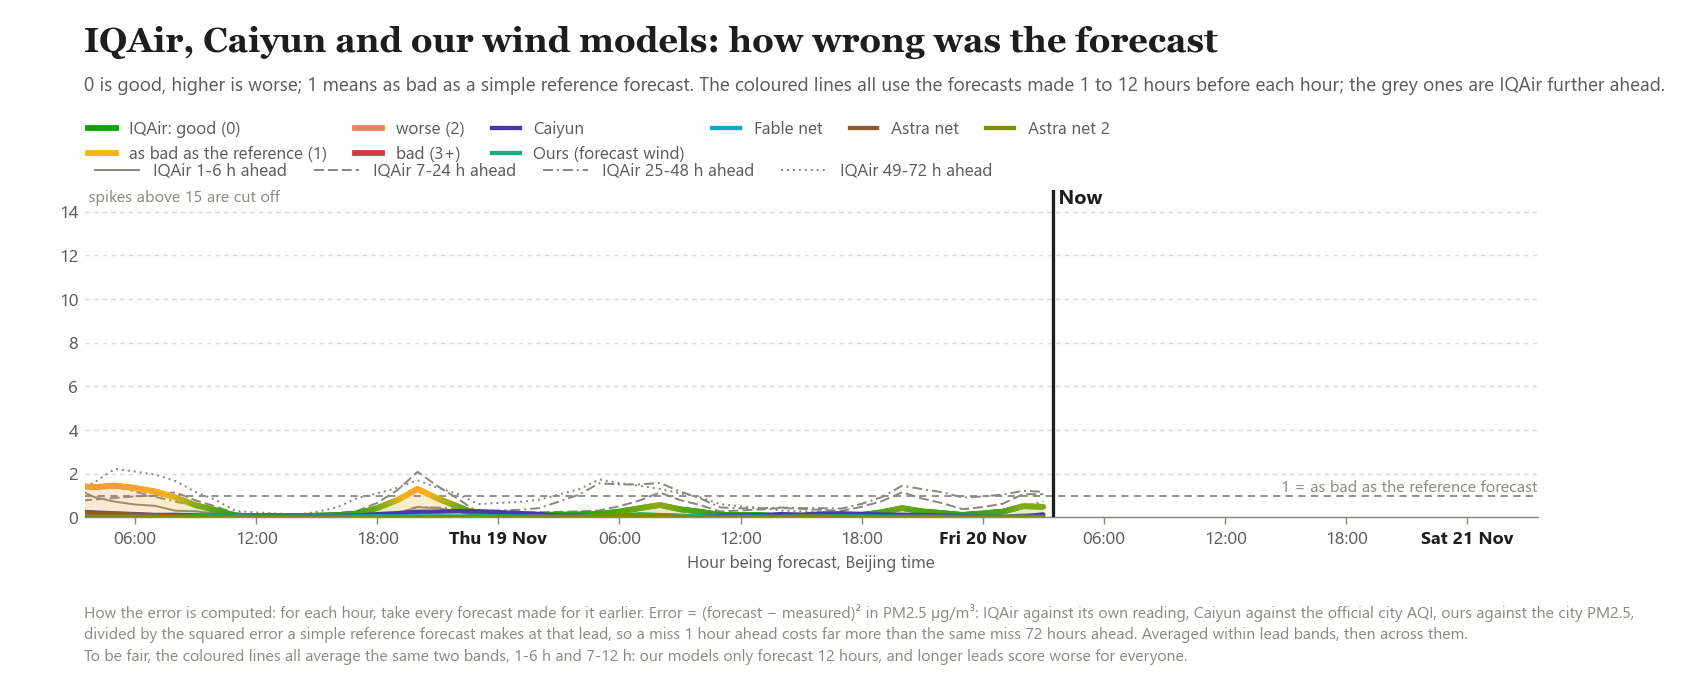 IQAir, Caiyun and our wind models: how wrong was the forecast
0 is good, higher is worse; 1 means as bad as a simple reference forecast. The coloured lines all use the forecasts made 1 to 12 hours before each hour; the grey ones are IQAir further ahead.
IQAir: good (0) worse (2) Caiyun Fable net Astra net Astra net 2
as bad as the reference (1) bad (3+) Ours (forecast wind)
IQAir 1-6 h ahead IQAir 7-24 h ahead IQAir 25-48 h ahead IQAir 49-72 h ahead
spikes above 15 are cut off
Now
14
12
10
8
6
4
2
1 = as bad as the reference forecast
0
06:00 12:00 18:00 Thu 19 Nov 06:00 12:00 18:00 Fri 20 Nov 06:00 12:00 18:00 Sat 21 Nov
Hour being forecast, Beijing time
How the error is computed: for each hour, take every forecast made for it earlier. Error = (forecast − measured)² in PM2.5 µg/m³: IQAir against its own reading, Caiyun against the official city AQI, ours against the city PM2.5,
divided by the squared error a simple reference forecast makes at that lead, so a miss 1 hour ahead costs far more than the same miss 72 hours ahead. Averaged within lead bands, then across them.
To be fair, the coloured lines all average the same two bands, 1-6 h and 7-12 h: our models only forecast 12 hours, and longer leads score worse for everyone.